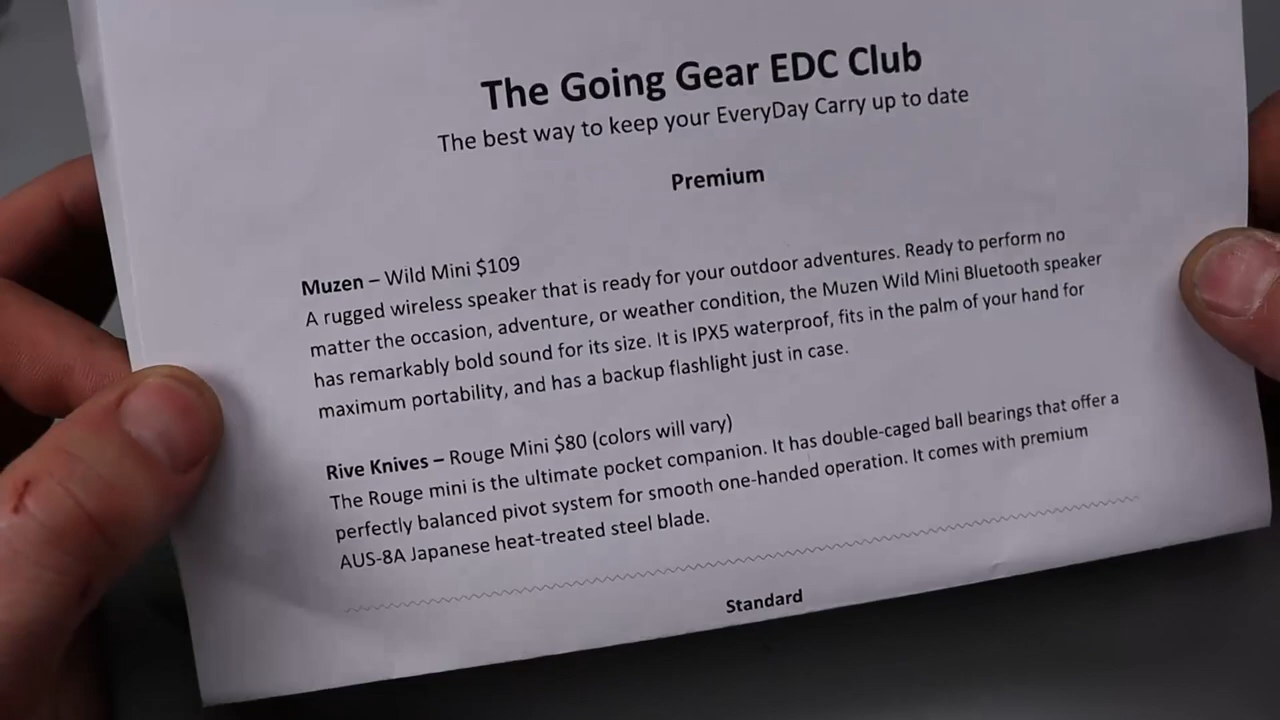 The Going Gear EDC Club
The best way to keep your EveryDay Carry up to date
Premium
Muzen – Wild Mini $109
A rugged wireless speaker that is ready for your outdoor adventures. Ready to perform no
matter the occasion, adventure, or weather condition, the Muzen Wild Mini Bluetooth speaker
has remarkably bold sound for its size. It is IPX5 waterproof, fits in the palm of your hand for
maximum portability, and has a backup flashlight just in case.
Rive Knives – Rouge Mini $80 (colors will vary)
The Rouge mini is the ultimate pocket companion. It has double-caged ball bearings that offer a
perfectly balanced pivot system for smooth one-handed operation. It comes with premium
AUS-8A Japanese heat-treated steel blade.
Standard